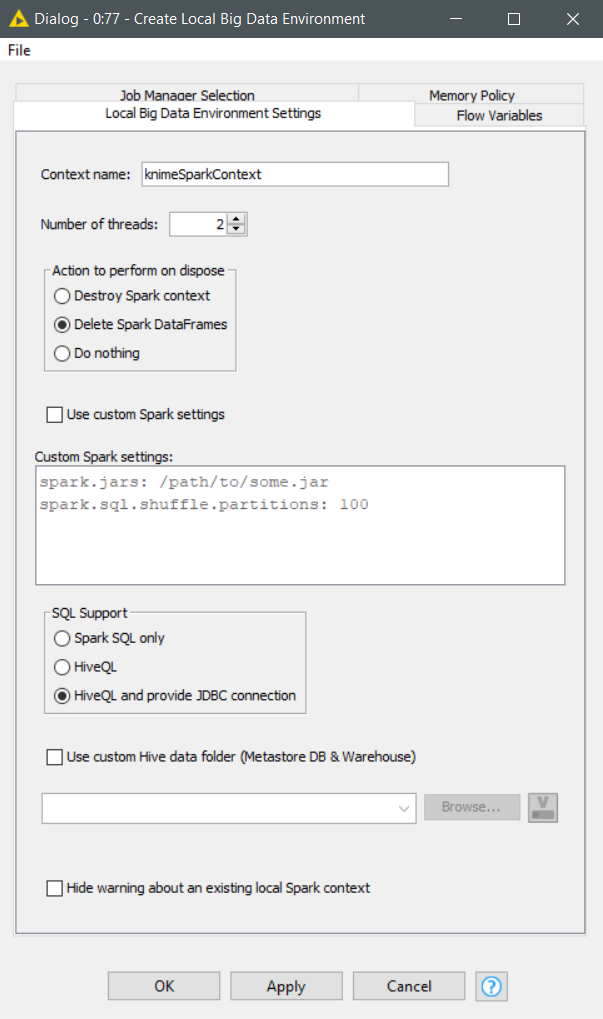 Dialog - 0:77 - Create Local Big Data Environment
File
Job Manager Selection
Memory Policy
Local Big Data Environment Settings
Flow Variables
Context name:
knimeSparkContext
Number of threads:
2
Action to perform on dispose
Destroy Spark context
Delete Spark DataFrames
Do nothing
Use custom Spark settings
Custom Spark settings:
spark.jars: /path/to/some.jar
spark.sql.shuffle.partitions: 100
SQL Support
Spark SQL only
HiveQL
HiveQL and provide JDBC connection
Use custom Hive data folder (Metastore DB & Warehouse)
Browse...
V
Hide warning about an existing local Spark context
OK
Apply
Cancel
?